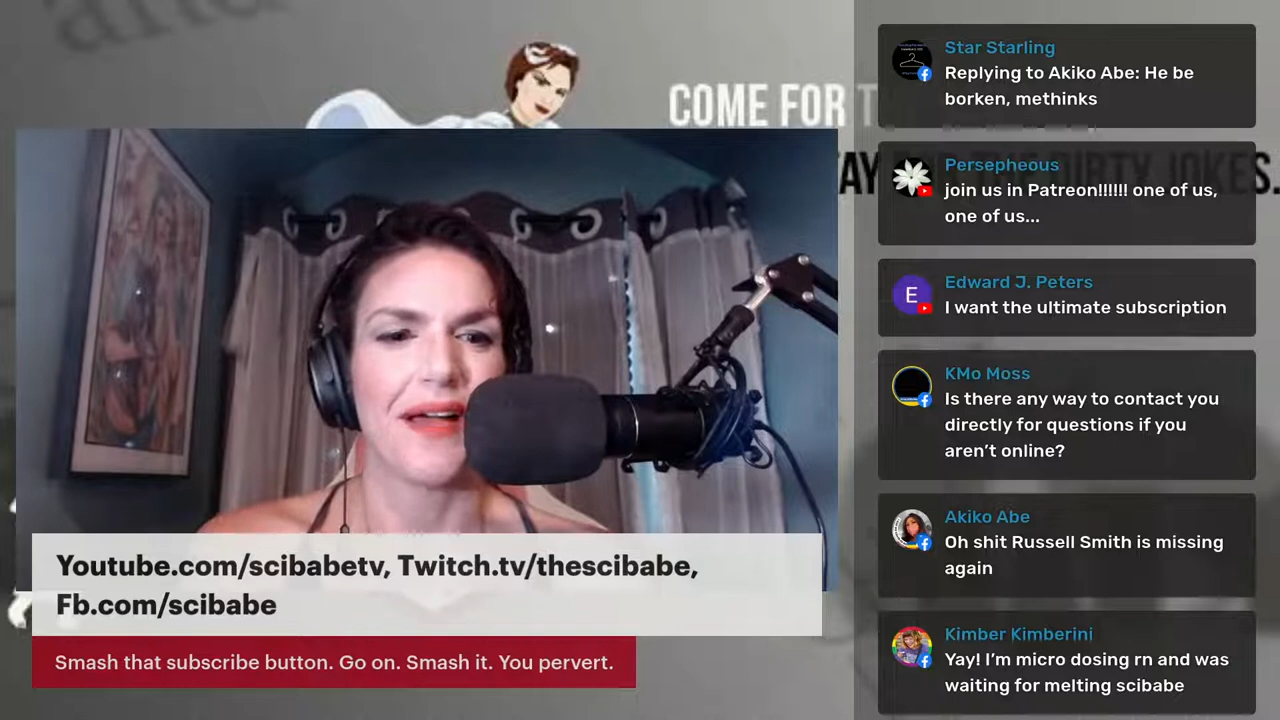 and
COME FOR T
AY DIRTY JOKES.
Youtube.com/scibabetv, Twitch.tv/thescibabe,
Fb.com/scibabe
Smash that subscribe button. Go on. Smash it. You pervert.
Star Starling
Replying to Akiko Abe: He be
borken, methinks
Persepheous
join us in Patreon!!!!!! one of us,
one of us...
Edward J. Peters
E
I want the ultimate subscription
KMo Moss
Is there any way to contact you
directly for questions if you
aren’t online?
Akiko Abe
Oh shit Russell Smith is missing
again
Kimber Kimberini
Yay! I’m micro dosing rn and was
waiting for melting scibabe